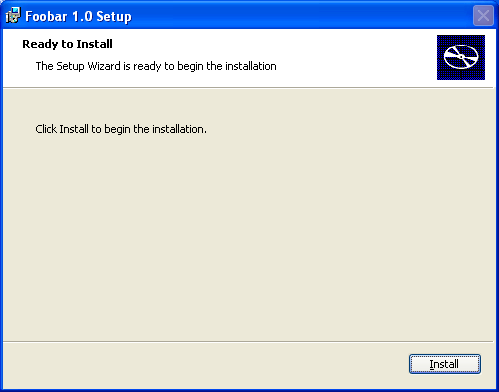 Foobar 1.0 Setup
Ready to Install
The Setup Wizard is ready to begin the installation
Click Install to begin the installation.
Install